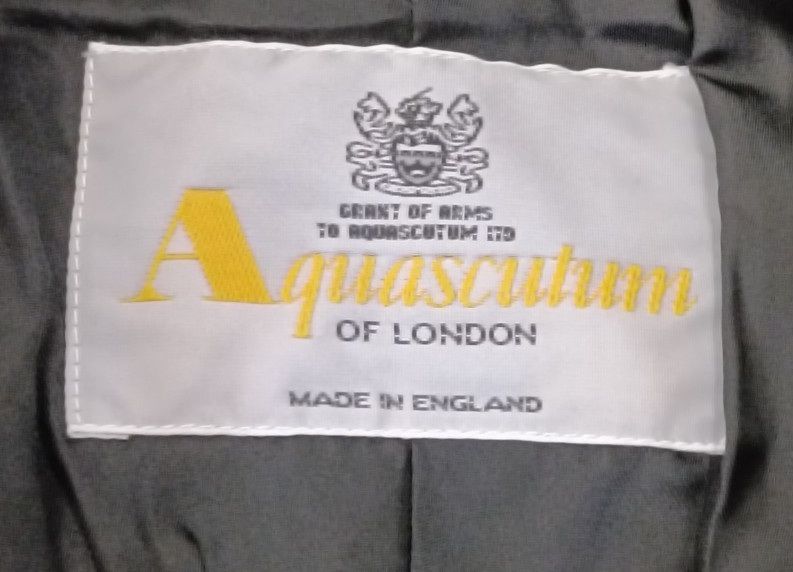 GRANT OF ARMS
TO AQUASCUTUM LTD
Aquascutum
OF LONDON
MADE IN ENGLAND